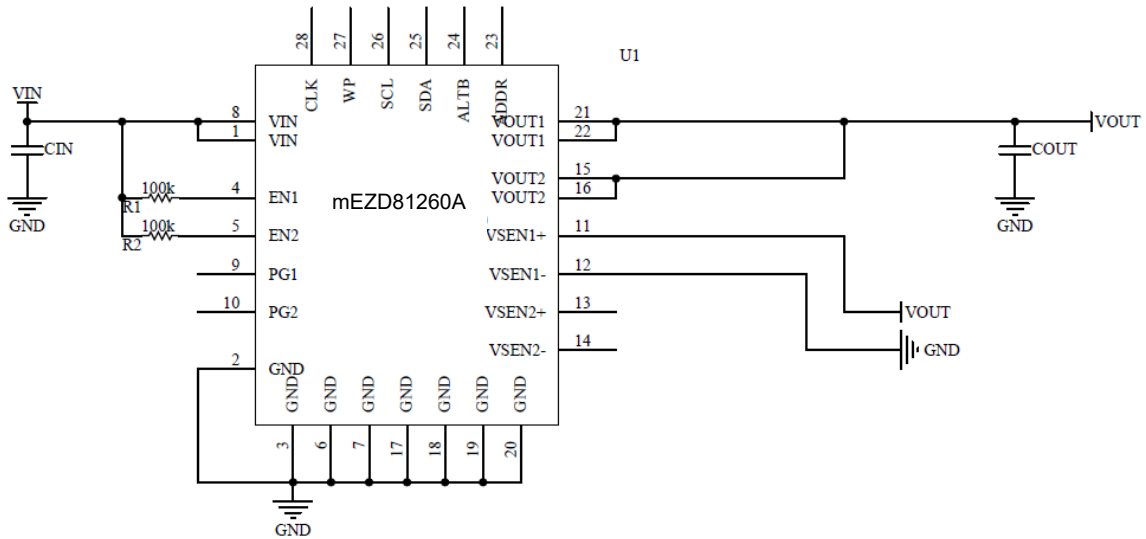 28
27
26
25
24
23
U1
CLK
WP
SCL
SDA
ALTB
ADDR
VIN
8
VIN
VOUT1
21
VOUT
1
VIN
VOUT1
22
CIN
COUT
VOUT2
15
100k
4
EN1
mEZD81260A
VOUT2
16
R1
GND
GND
100k
5
EN2
VSEN1+
11
R2
9
PG1
VSEN1-
12
10
PG2
VSEN2+
13
VOUT
VSEN2-
14
GND
2
GND
GND
GND
GND
GND
GND
GND
GND
3
6
7
17
18
19
20
GND